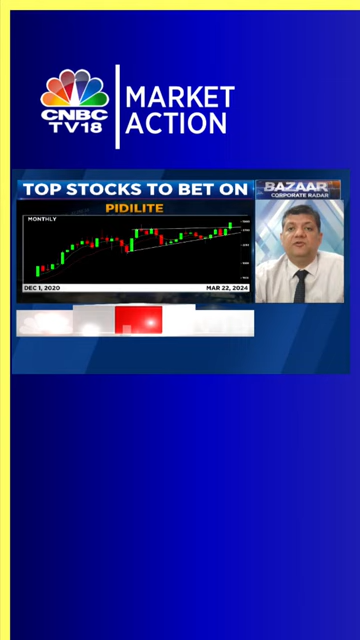 CNBC
TV18
MARKET
ACTION
TOP STOCKS TO BET ON
BAZAAR
CORPORATE RADAR
PIDILITE
MONTHLY
DEC 1, 2020
MAR 22, 2024